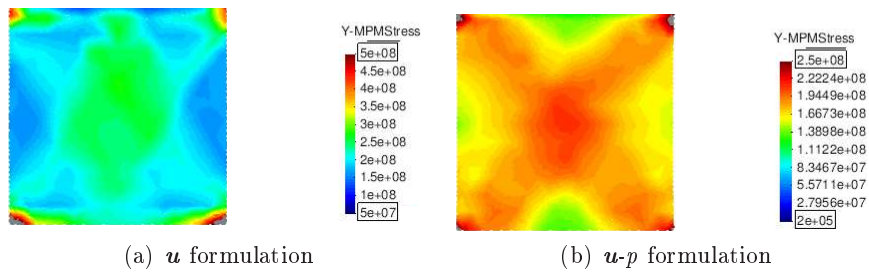 Y-MPMStress
5e+08
4.5e+08
4e+08
3.5e+08
3e+08
2.5e+08
2e+08
1.5e+08
1e+08
5e+07
(a) u formulation
Y-MPMStress
2.5e+08
2.2224e+08
1.9449e+08
1.6673e+08
1.3898e+08
1.1122e+08
8.3467e+07
5.5711e+07
2.7956e+07
2e+05
(b) u-p formulation